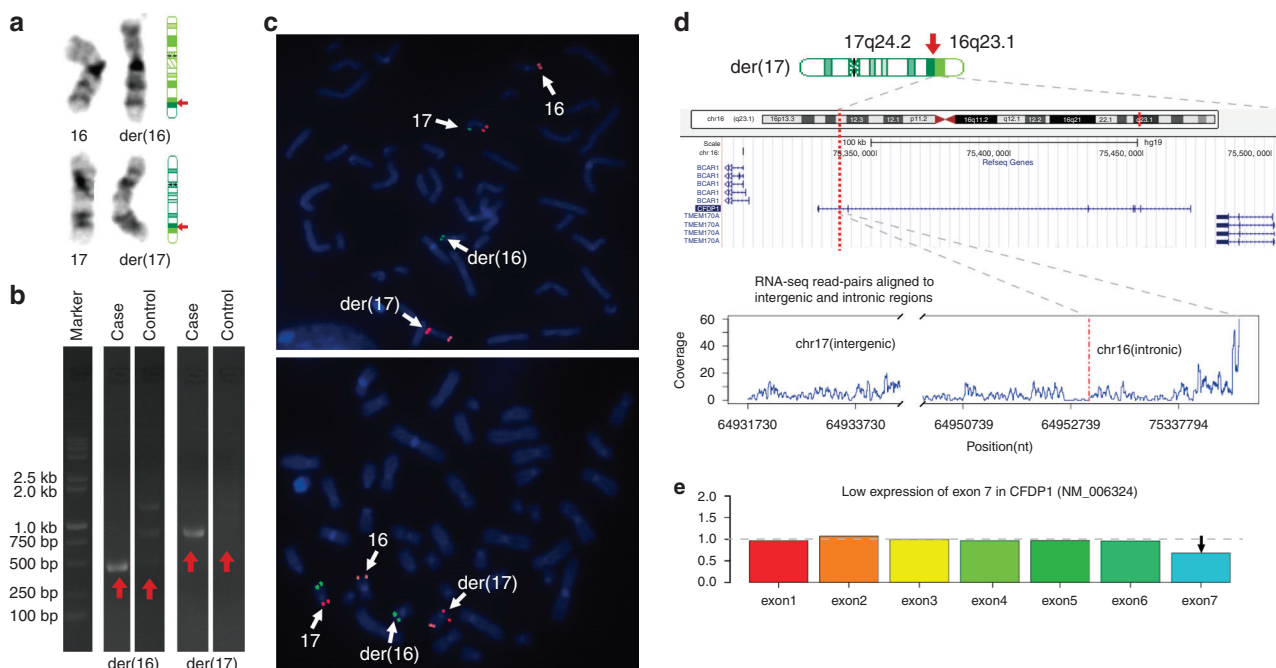 a
16
der(16)
17
der(17)
b
Marker
Case
Control
Case
Control
2.5 kb
2.0 kb
1.0 kb
750 bp
500 bp
250 bp
100 bp
der(16)
der(17)
c
16
17
der(16)
der(17)
16
der(17)
17
der(16)
d
17q24.2
16q23.1
der(17)
chr16
(q23.1)
16p13.3
12.3
12.1
p11.2
16q11.2
q12.1
12.2
16q21
22.1
q23.1
Scale
100 kb
hg19
chr 16:
75,350, 000I
75,400, 000I
75,450, 000I
75,500, 000I
Refseq Genes
BCAR1
BCAR1
BCAR1
BCAR1
BCAR1
CFDP1
TMEM170A
TMEM170A
TMEM170A
TMEM170A
RNA-seq read-pairs aligned to
intergenic and intronic regions
Coverage
60
40
20
0
chr17(intergenic)
chr16(intronic)
64931730
64933730
64950739
64952739
75337794
Position(nt)
e
Low expression of exon 7 in CFDP1 (NM_006324)
2.0
1.5
1.0
0.5
0.0
exon1
exon2
exon3
exon4
exon5
exon6
exon7